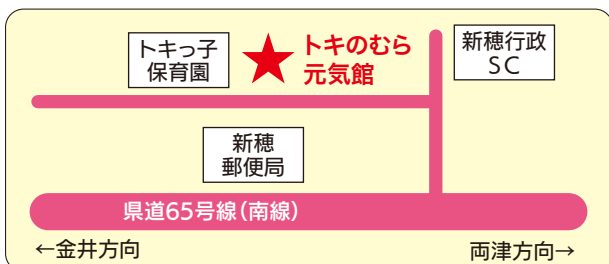 トキっ子
保育園
トキのむら
元気館
新穂行政
SC
新穂
郵便局
県道65号線(南線)
←金井方向
両津方向→